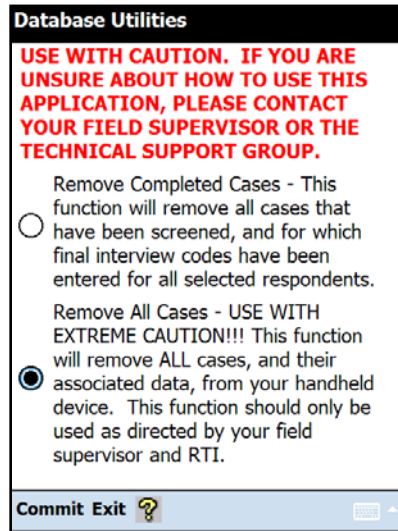 Database Utilities
USE WITH CAUTION.  IF YOU ARE
UNSURE ABOUT HOW TO USE THIS
APPLICATION, PLEASE CONTACT
YOUR FIELD SUPERVISOR OR THE
TECHNICAL SUPPORT GROUP.
Remove Completed Cases - This
function will remove all cases that
have been screened, and for which
final interview codes have been
entered for all selected respondents.
Remove All Cases - USE WITH
EXTREME CAUTION!!! This function
will remove ALL cases, and their
associated data, from your handheld
device.  This function should only be
used as directed by your field
supervisor and RTI.
Commit Exit ?